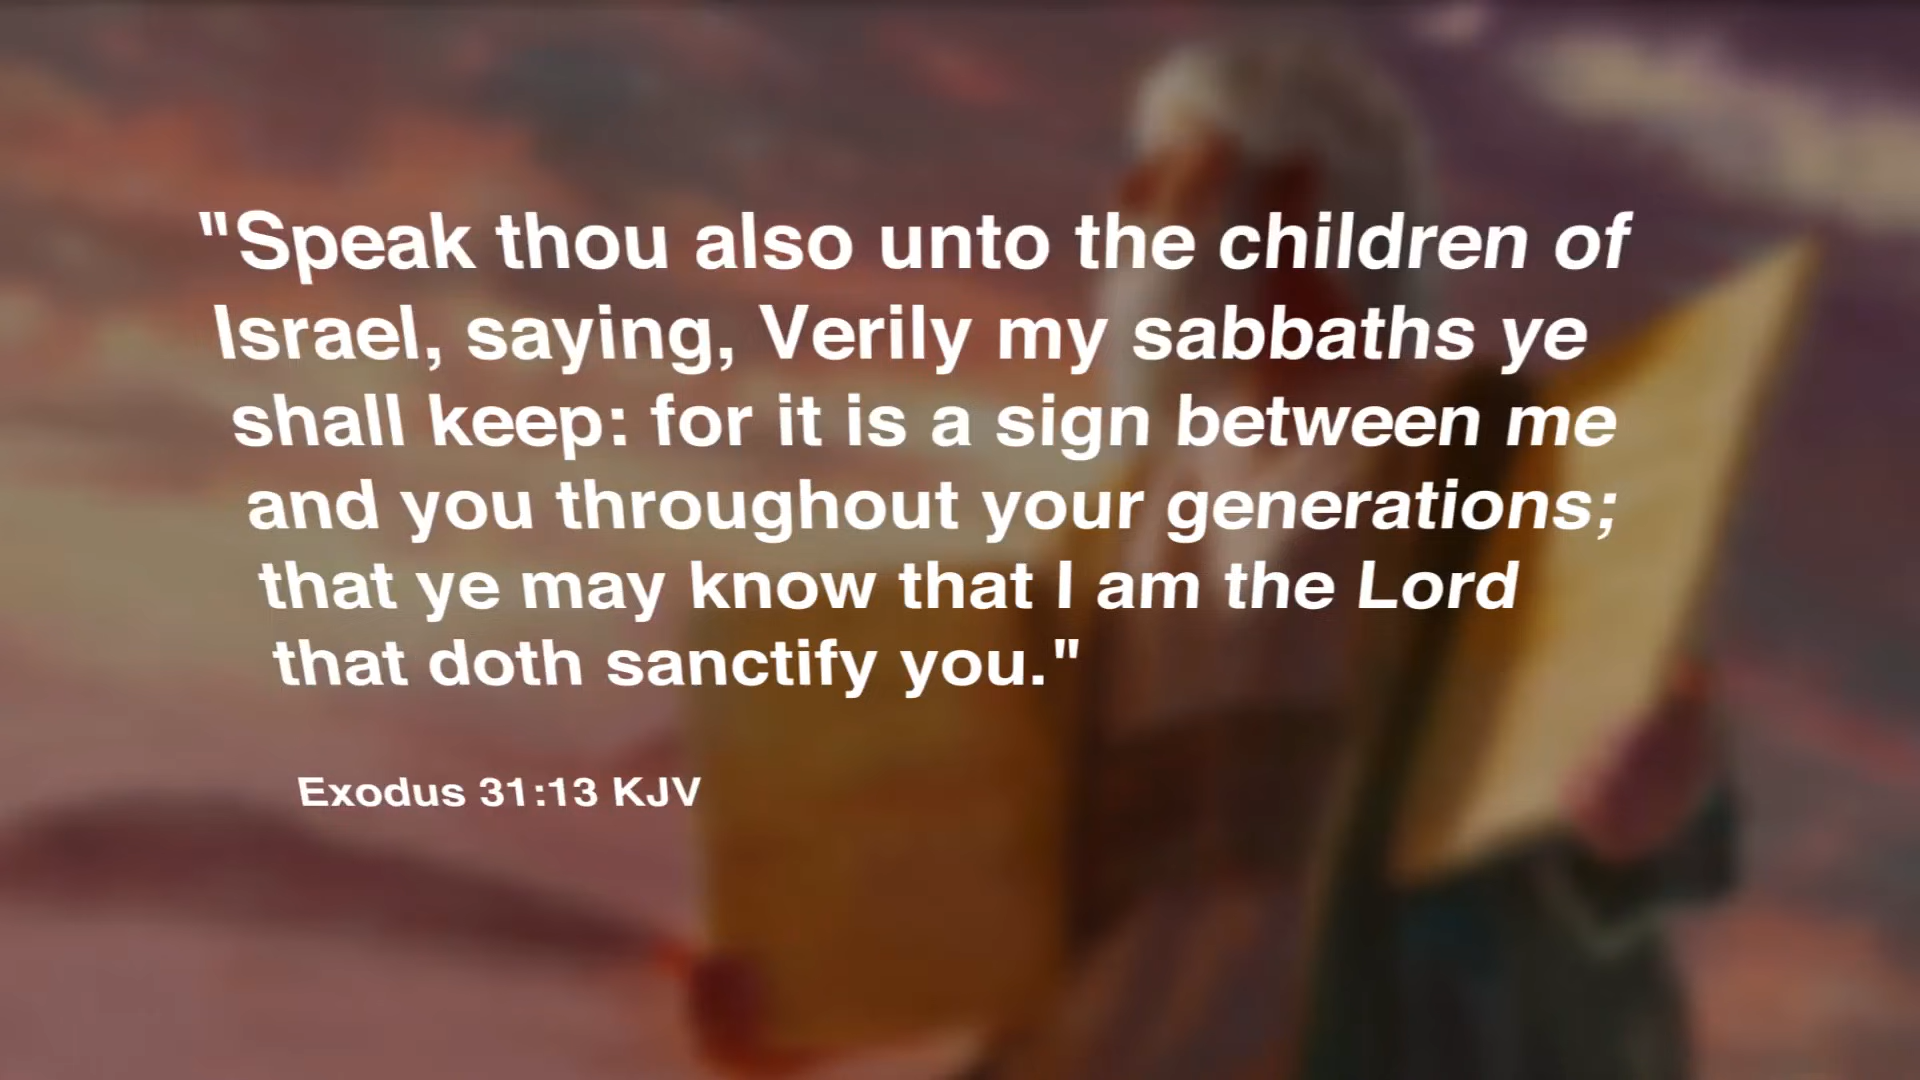 "Speak thou also unto the children of
Israel, saying, Verily my sabbaths ye
shall keep: for it is a sign between me
and you throughout your generations;
that ye may know that I am the Lord
that doth sanctify you."
Exodus 31:13 KJV